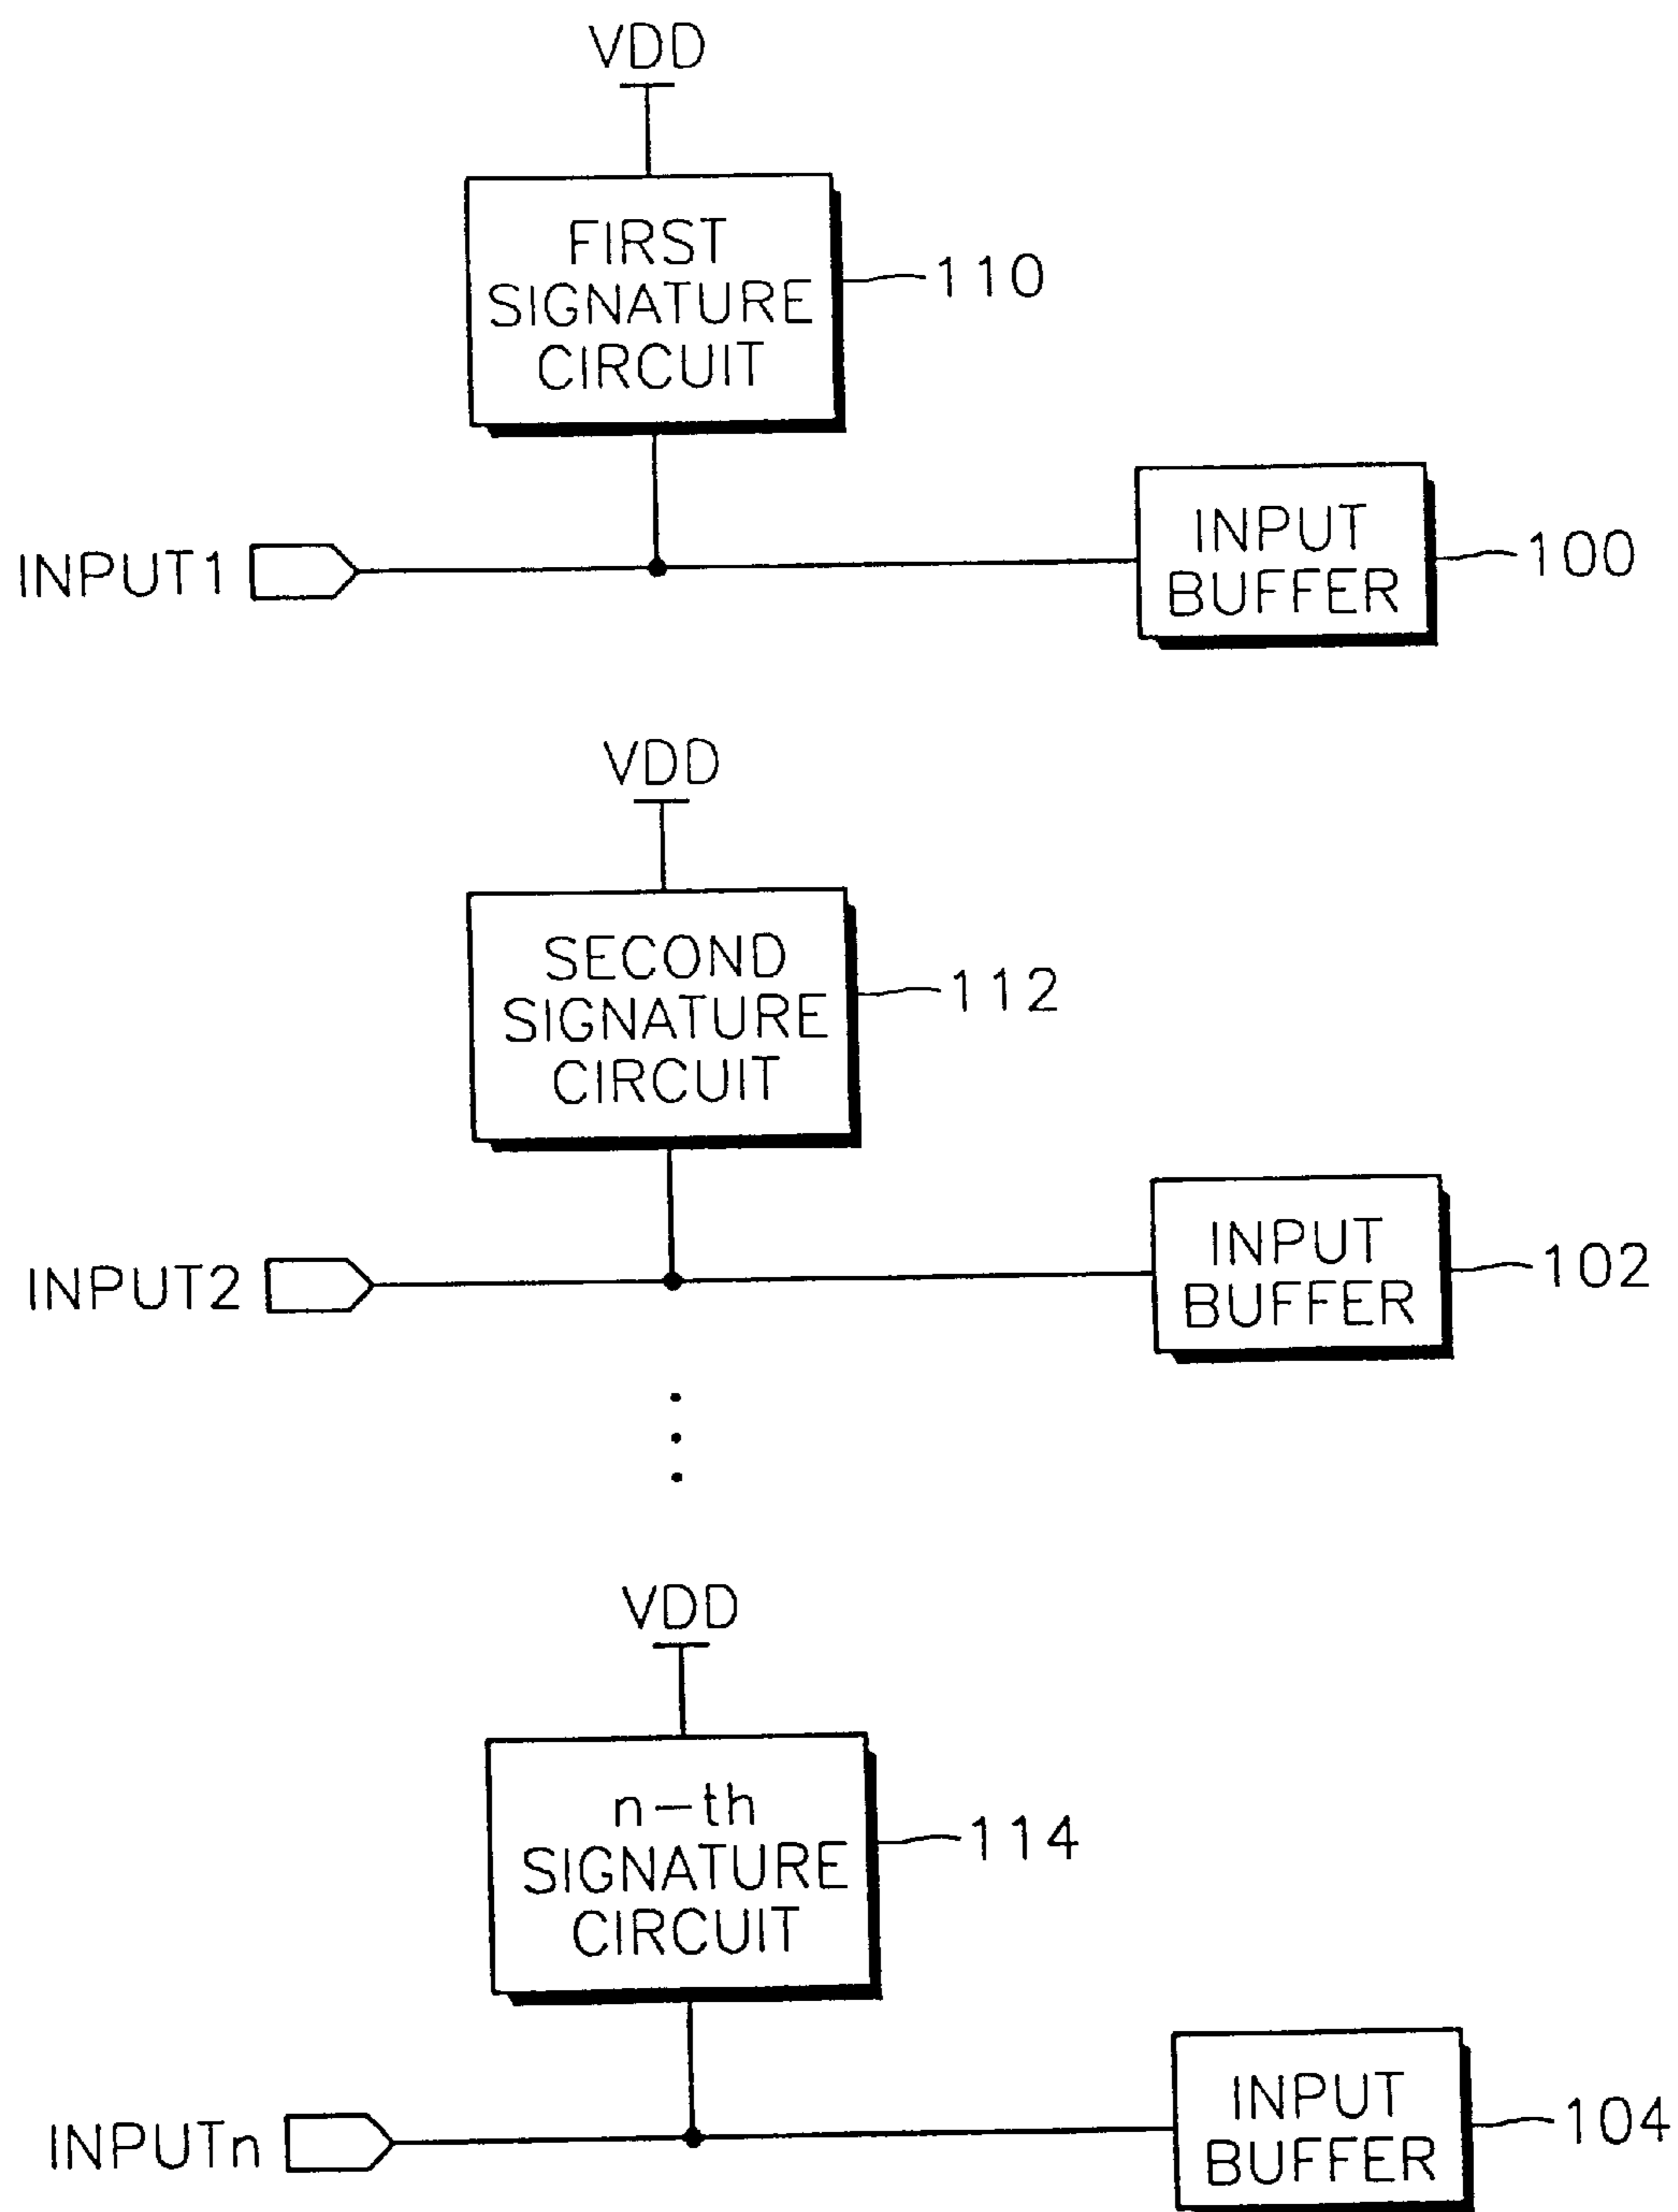 VDD
FIRST
SIGNATURE
CIRCUIT
110
INPUT1
INPUT
BUFFER
100
VDD
SECOND
SIGNATURE
CIRCUIT
112
INPUT2
INPUT
BUFFER
102
VDD
n-th
SIGNATURE
CIRCUIT
114
INPUTn
INPUT
BUFFER
104